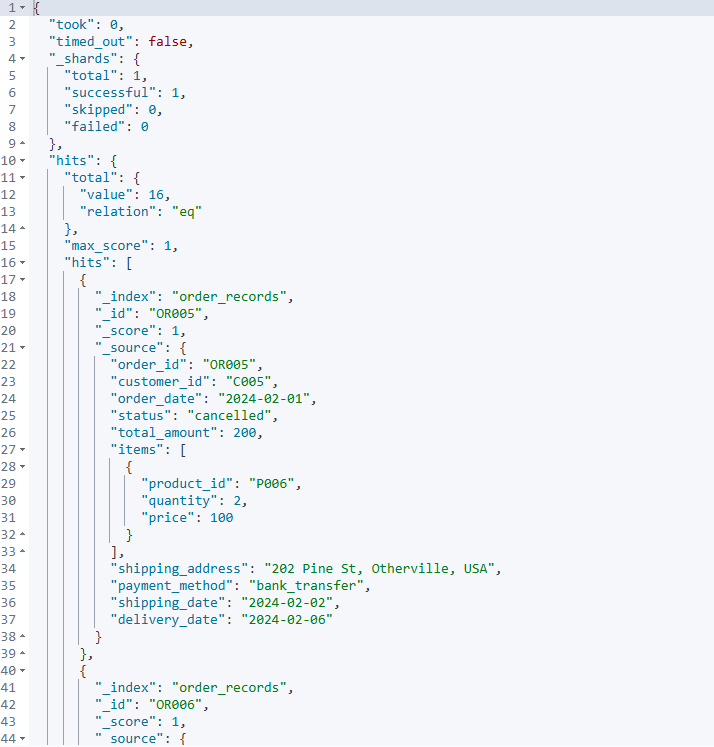 1 {
2   "took": 0,
3   "timed_out": false,
4   "_shards": {
5     "total": 1,
6     "successful": 1,
7     "skipped": 0,
8     "failed": 0
9   },
10   "hits": {
11     "total": {
12       "value": 16,
13       "relation": "eq"
14     },
15     "max_score": 1,
16     "hits": [
17       {
18         "_index": "order_records",
19         "_id": "OR005",
20         "_score": 1,
21         "_source": {
22           "order_id": "OR005",
23           "customer_id": "C005",
24           "order_date": "2024-02-01",
25           "status": "cancelled",
26           "total_amount": 200,
27           "items": [
28             {
29               "product_id": "P006",
30               "quantity": 2,
31               "price": 100
32             }
33           ],
34           "shipping_address": "202 Pine St, Otherville, USA",
35           "payment_method": "bank_transfer",
36           "shipping_date": "2024-02-02",
37           "delivery_date": "2024-02-06"
38         }
39       },
40       {
41         "_index": "order_records",
42         "_id": "OR006",
43         "_score": 1,
44         "_source": {